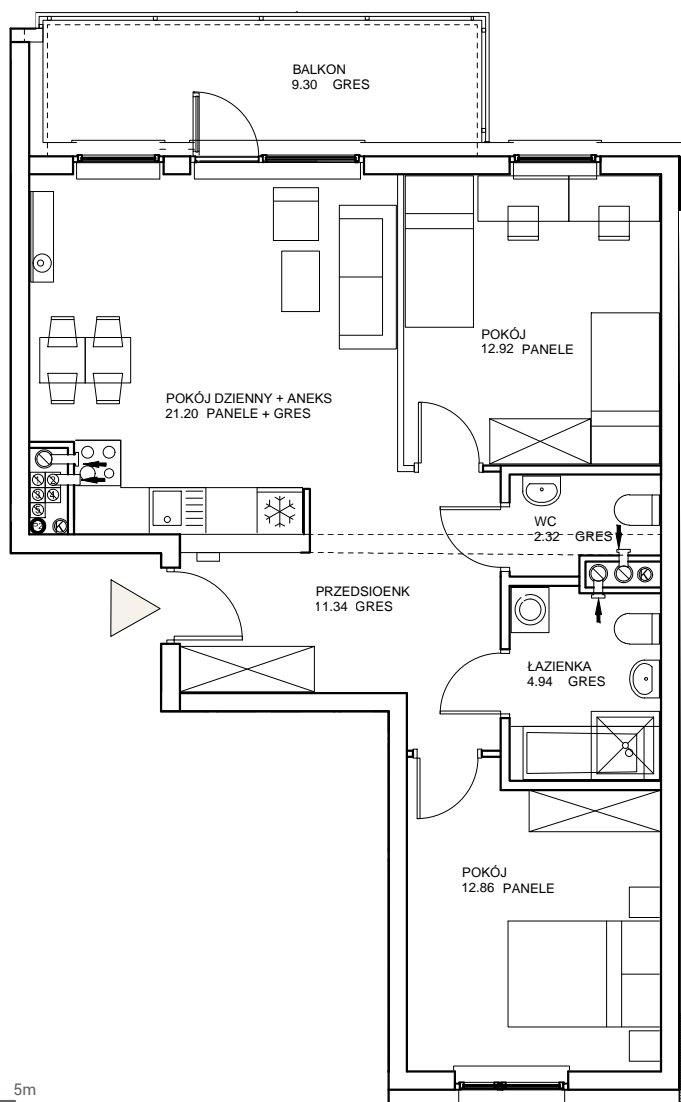 BALKON
9.30 GRES
POKÓJ
12.92 PANELE
POKÓJ DZIENNY + ANEKS
21.20 PANELE + GRES
WC
2.32 GRES
PRZEDSIOENK
11.34 GRES
ŁAZIENKA
4.94 GRES
POKÓJ
12.86 PANELE
5m